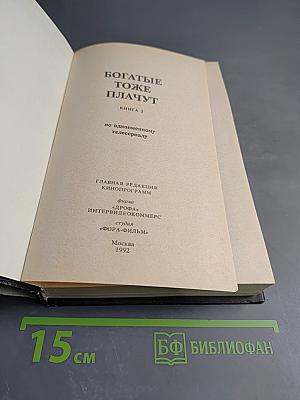 БОГАТЫЕ
ТОЖЕ
ПЛАЧУТ
КНИГА 2
по одноименному
телесериалу
ГЛАВНАЯ РЕДАКЦИЯ
КИНОПРОГРАММ
фирма
«ДРОФА»
ИНТЕРВИДЕОКОММЕРС
студия
«ФОРА-ФИЛЬМ»
Москва
1992
15 см
БФ БИБЛИОФАН